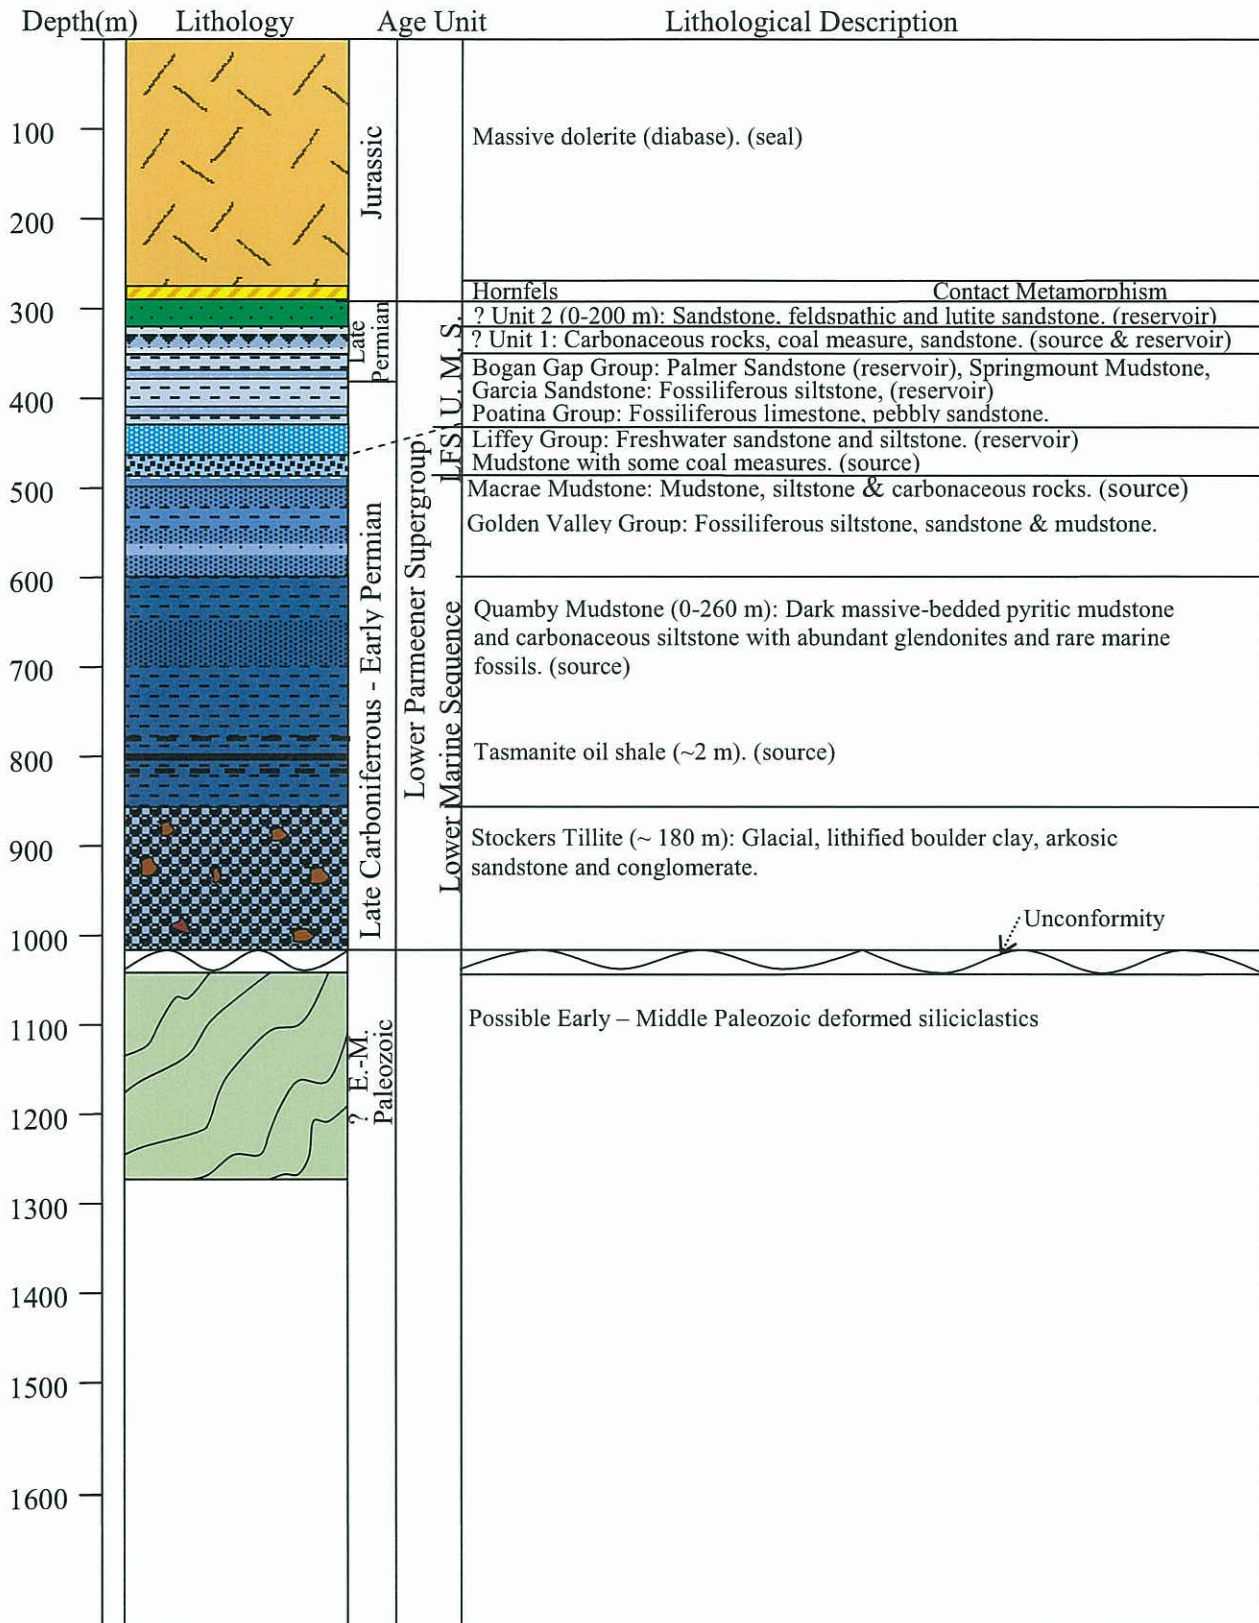 Depth(m) Lithology Age Unit Lithological Description
100
200
300
400
500
600
700
800
900
1000
1100
1200
1300
1400
1500
1600
Jurassic
Late
Permian
Late Carboniferrous - Early Permian
? E.-M.
Paleozoic
Lower Parmeener Supergroup
U. M. S.
LFS
Lower Marine Sequence
Massive dolerite (diabase). (seal)
Hornfels Contact Metamorphism
? Unit 2 (0-200 m): Sandstone, feldspathic and lutite sandstone. (reservoir)
? Unit 1: Carbonaceous rocks, coal measure, sandstone. (source & reservoir)
Bogan Gap Group: Palmer Sandstone (reservoir), Springmount Mudstone,
Garcia Sandstone: Fossiliferous siltstone, (reservoir)
Poatina Group: Fossiliferous limestone, pebbly sandstone.
Liffey Group: Freshwater sandstone and siltstone. (reservoir)
Mudstone with some coal measures. (source)
Macrae Mudstone: Mudstone, siltstone & carbonaceous rocks. (source)
Golden Valley Group: Fossiliferous siltstone, sandstone & mudstone.
Quamby Mudstone (0-260 m): Dark massive-bedded pyritic mudstone
and carbonaceous siltstone with abundant glendonites and rare marine
fossils. (source)
Tasmanite oil shale (~2 m). (source)
Stockers Tillite (~ 180 m): Glacial, lithified boulder clay, arkosic
sandstone and conglomerate.
Unconformity
Possible Early – Middle Paleozoic deformed siliciclastics